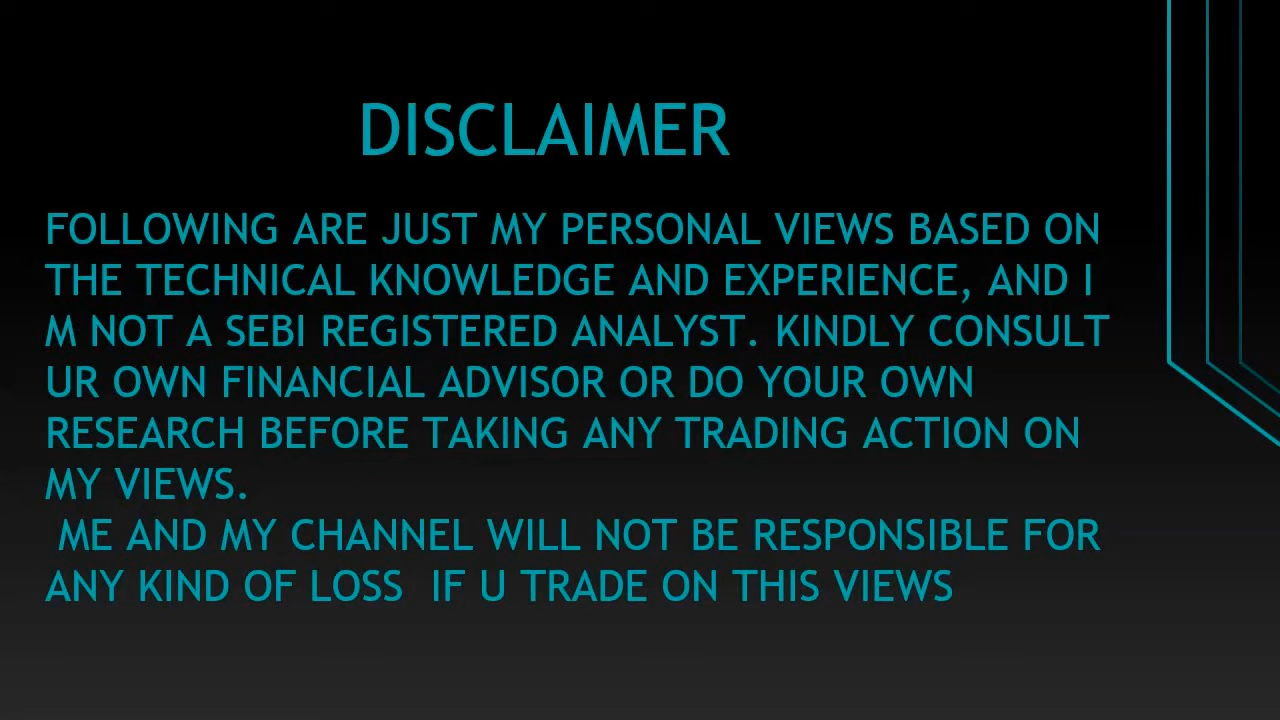 DISCLAIMER
FOLLOWING ARE JUST MY PERSONAL VIEWS BASED ON
THE TECHNICAL KNOWLEDGE AND EXPERIENCE, AND I
M NOT A SEBI REGISTERED ANALYST. KINDLY CONSULT
UR OWN FINANCIAL ADVISOR OR DO YOUR OWN
RESEARCH BEFORE TAKING ANY TRADING ACTION ON
MY VIEWS.
ME AND MY CHANNEL WILL NOT BE RESPONSIBLE FOR
ANY KIND OF LOSS  IF U TRADE ON THIS VIEWS